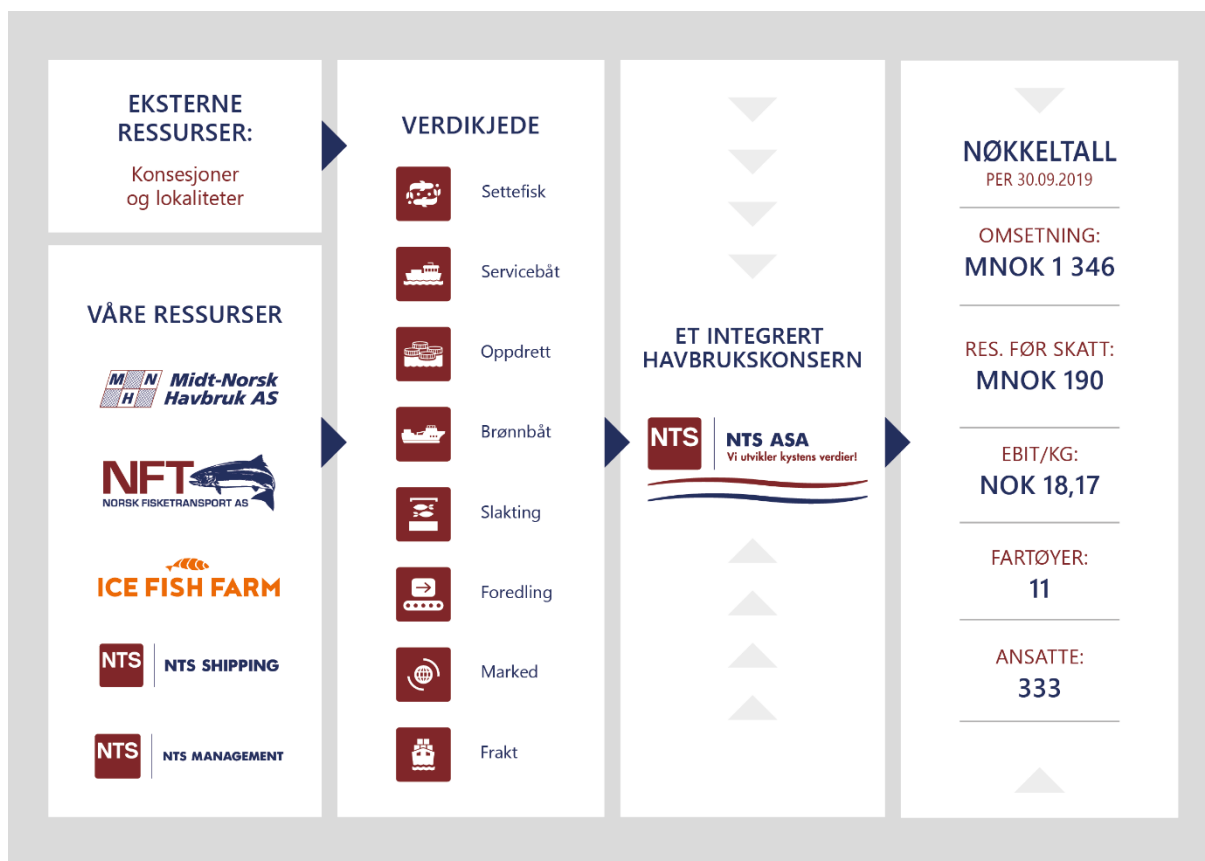 EKSTERNE
RESSURSER:
Konsesjoner
og lokaliteter
VÅRE RESSURSER
M N
H
Midt-Norsk
Havbruk AS
NFT
NORSK FISKETRANSPORT AS
ICE FISH FARM
NTS
NTS SHIPPING
NTS
NTS MANAGEMENT
VERDIKJEDE
Settefisk
Servicebåt
Oppdrett
Brønnbåt
Slakting
Foredling
Marked
Frakt
ET INTEGRERT
HAVBRUKSKONSERN
NTS
NTS ASA
Vi utvikler kystens verdier!
NØKKELTALL
PER 30.09.2019
OMSETNING:
MNOK 1 346
RES. FØR SKATT:
MNOK 190
EBIT/KG:
NOK 18,17
FARTØYER:
11
ANSATTE:
333